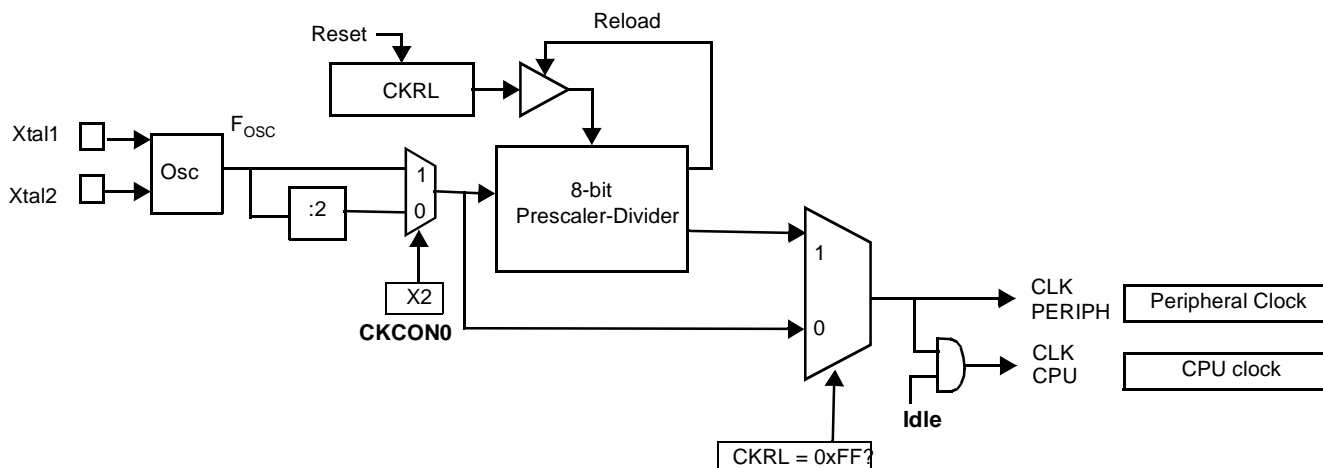 Reload
Reset
CKRL
Xtal1
Xtal2
Osc
FOSC
:2
1
0
X2
CKCON0
8-bit
Prescaler-Divider
1
0
CKRL = 0xFF?
CLK
PERIPH
Peripheral Clock
CLK
CPU
CPU clock
Idle